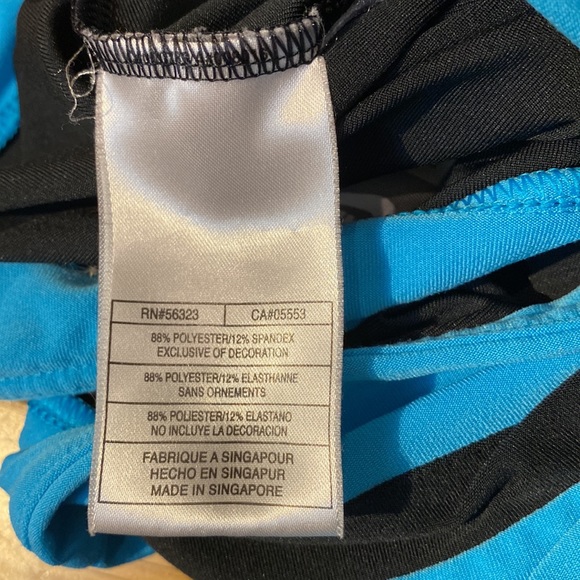 RN#56323 CA#05553
88% POLYESTER/12% SPANDEX
EXCLUSIVE OF DECORATION
88% POLYESTER/12% ELASTHANNE
SANS ORNEMENTS
88% POLIESTER/12% ELASTANO
NO INCLUYE LA DECORACION
FABRIQUE A SINGAPOUR
HECHO EN SINGAPUR
MADE IN SINGAPORE